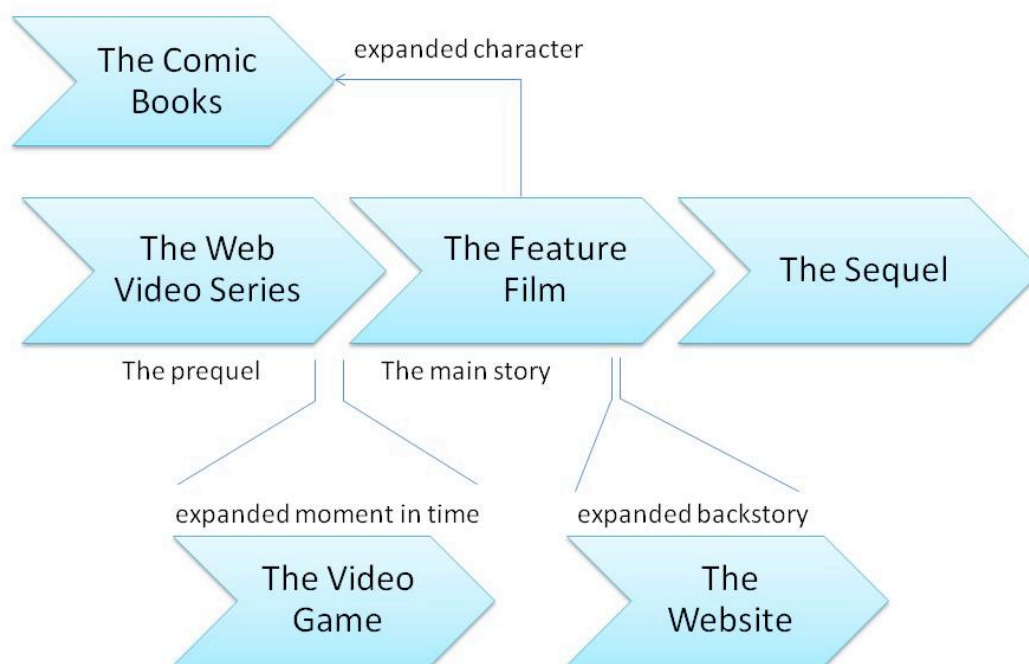 The Comic
Books
expanded character
The Web
Video Series
The Feature
Film
The Sequel
The prequel
The main story
expanded moment in time
expanded backstory
The Video
Game
The
Website